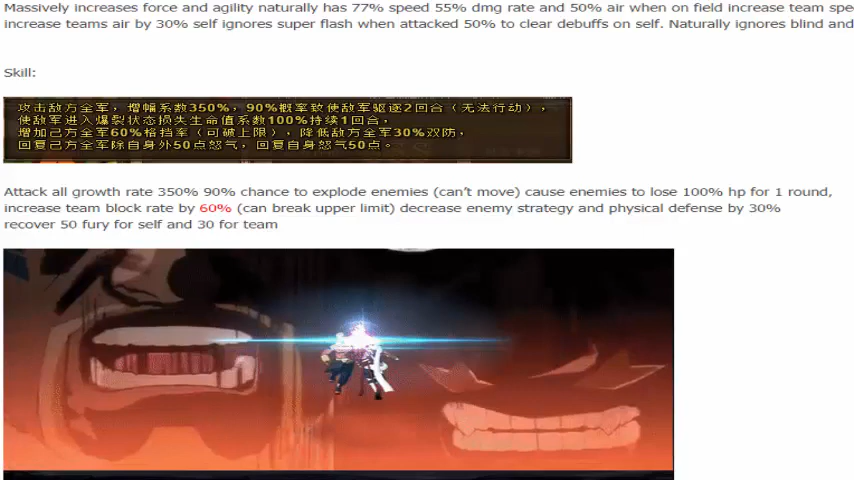 Massively increases force and agility naturally has 77% speed 55% dmg rate and 50% air when on field increase team spe
increase teams air by 30% self ignores super flash when attacked 50% to clear debuffs on self. Naturally ignores blind and
Skill:
攻击敌方全军，增幅系数350%，90%概率致使敌军驱逐2回合（无法行动），
使敌军进入爆裂状态损失生命值系数100%持续1回合，
增加己方全军60%格挡率（可破上限），降低敌方全军30%双防，
回复己方全军除自身外50点怒气，回复自身怒气50点。
Attack all growth rate 350% 90% chance to explode enemies (can't move) cause enemies to lose 100% hp for 1 round,
increase team block rate by 60% (can break upper limit) decrease enemy strategy and physical defense by 30%
recover 50 fury for self and 30 for team